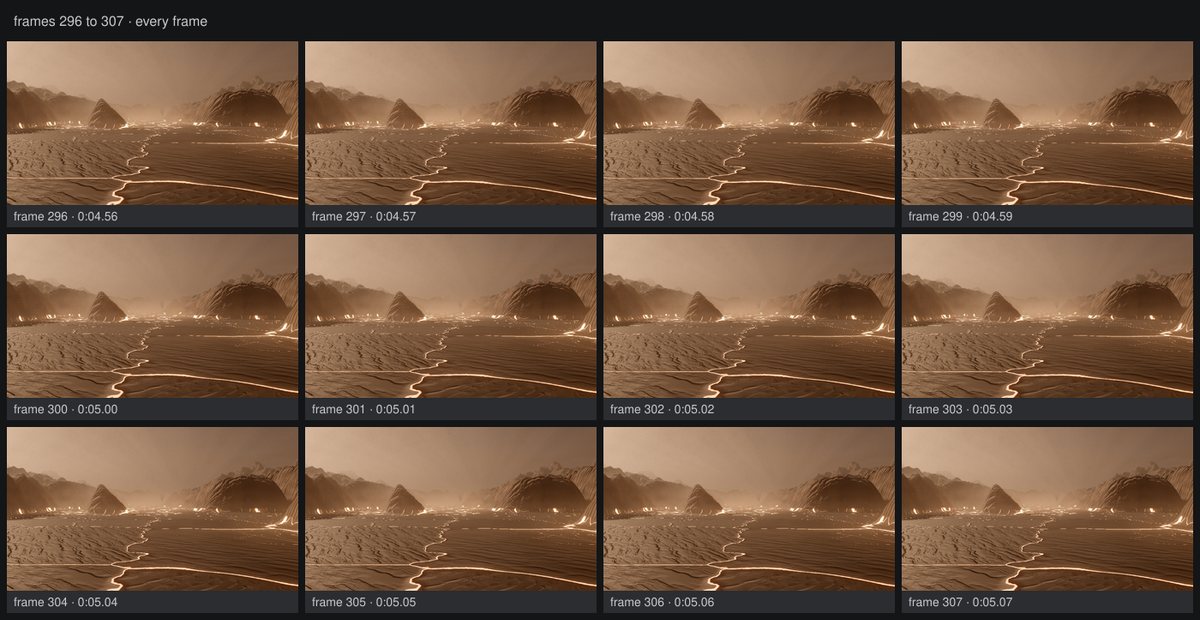 frames 296 to 307 · every frame
frame 296 · 0:04.56
frame 297 · 0:04.57
frame 298 · 0:04.58
frame 299 · 0:04.59
frame 300 · 0:05.00
frame 301 · 0:05.01
frame 302 · 0:05.02
frame 303 · 0:05.03
frame 304 · 0:05.04
frame 305 · 0:05.05
frame 306 · 0:05.06
frame 307 · 0:05.07